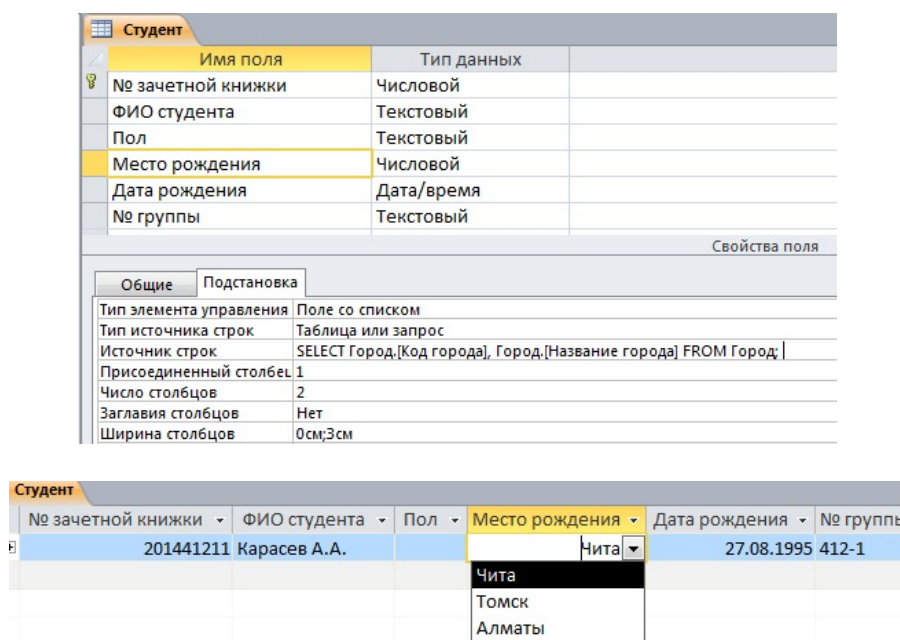 Студент
Имя поля Тип данных
№ зачетной книжки Числовой
ФИО студента Текстовый
Пол Текстовый
Место рождения Числовой
Дата рождения Дата/время
№ группы Текстовый
Свойства поля
Общие Подстановка
Тип элемента управления Поле со списком
Тип источника строк Таблица или запрос
Источник строк SELECT Город.[Код города], Город.[Название города] FROM Город;
Присоединенный столбец 1
Число столбцов 2
Заглавия столбцов Нет
Ширина столбцов 0см;3см
Студент
№ зачетной книжки ФИО студента Пол Место рождения Дата рождения № группы
201441211 Карасев А.А. Чита 27.08.1995 412-1
Чита
Томск
Алматы